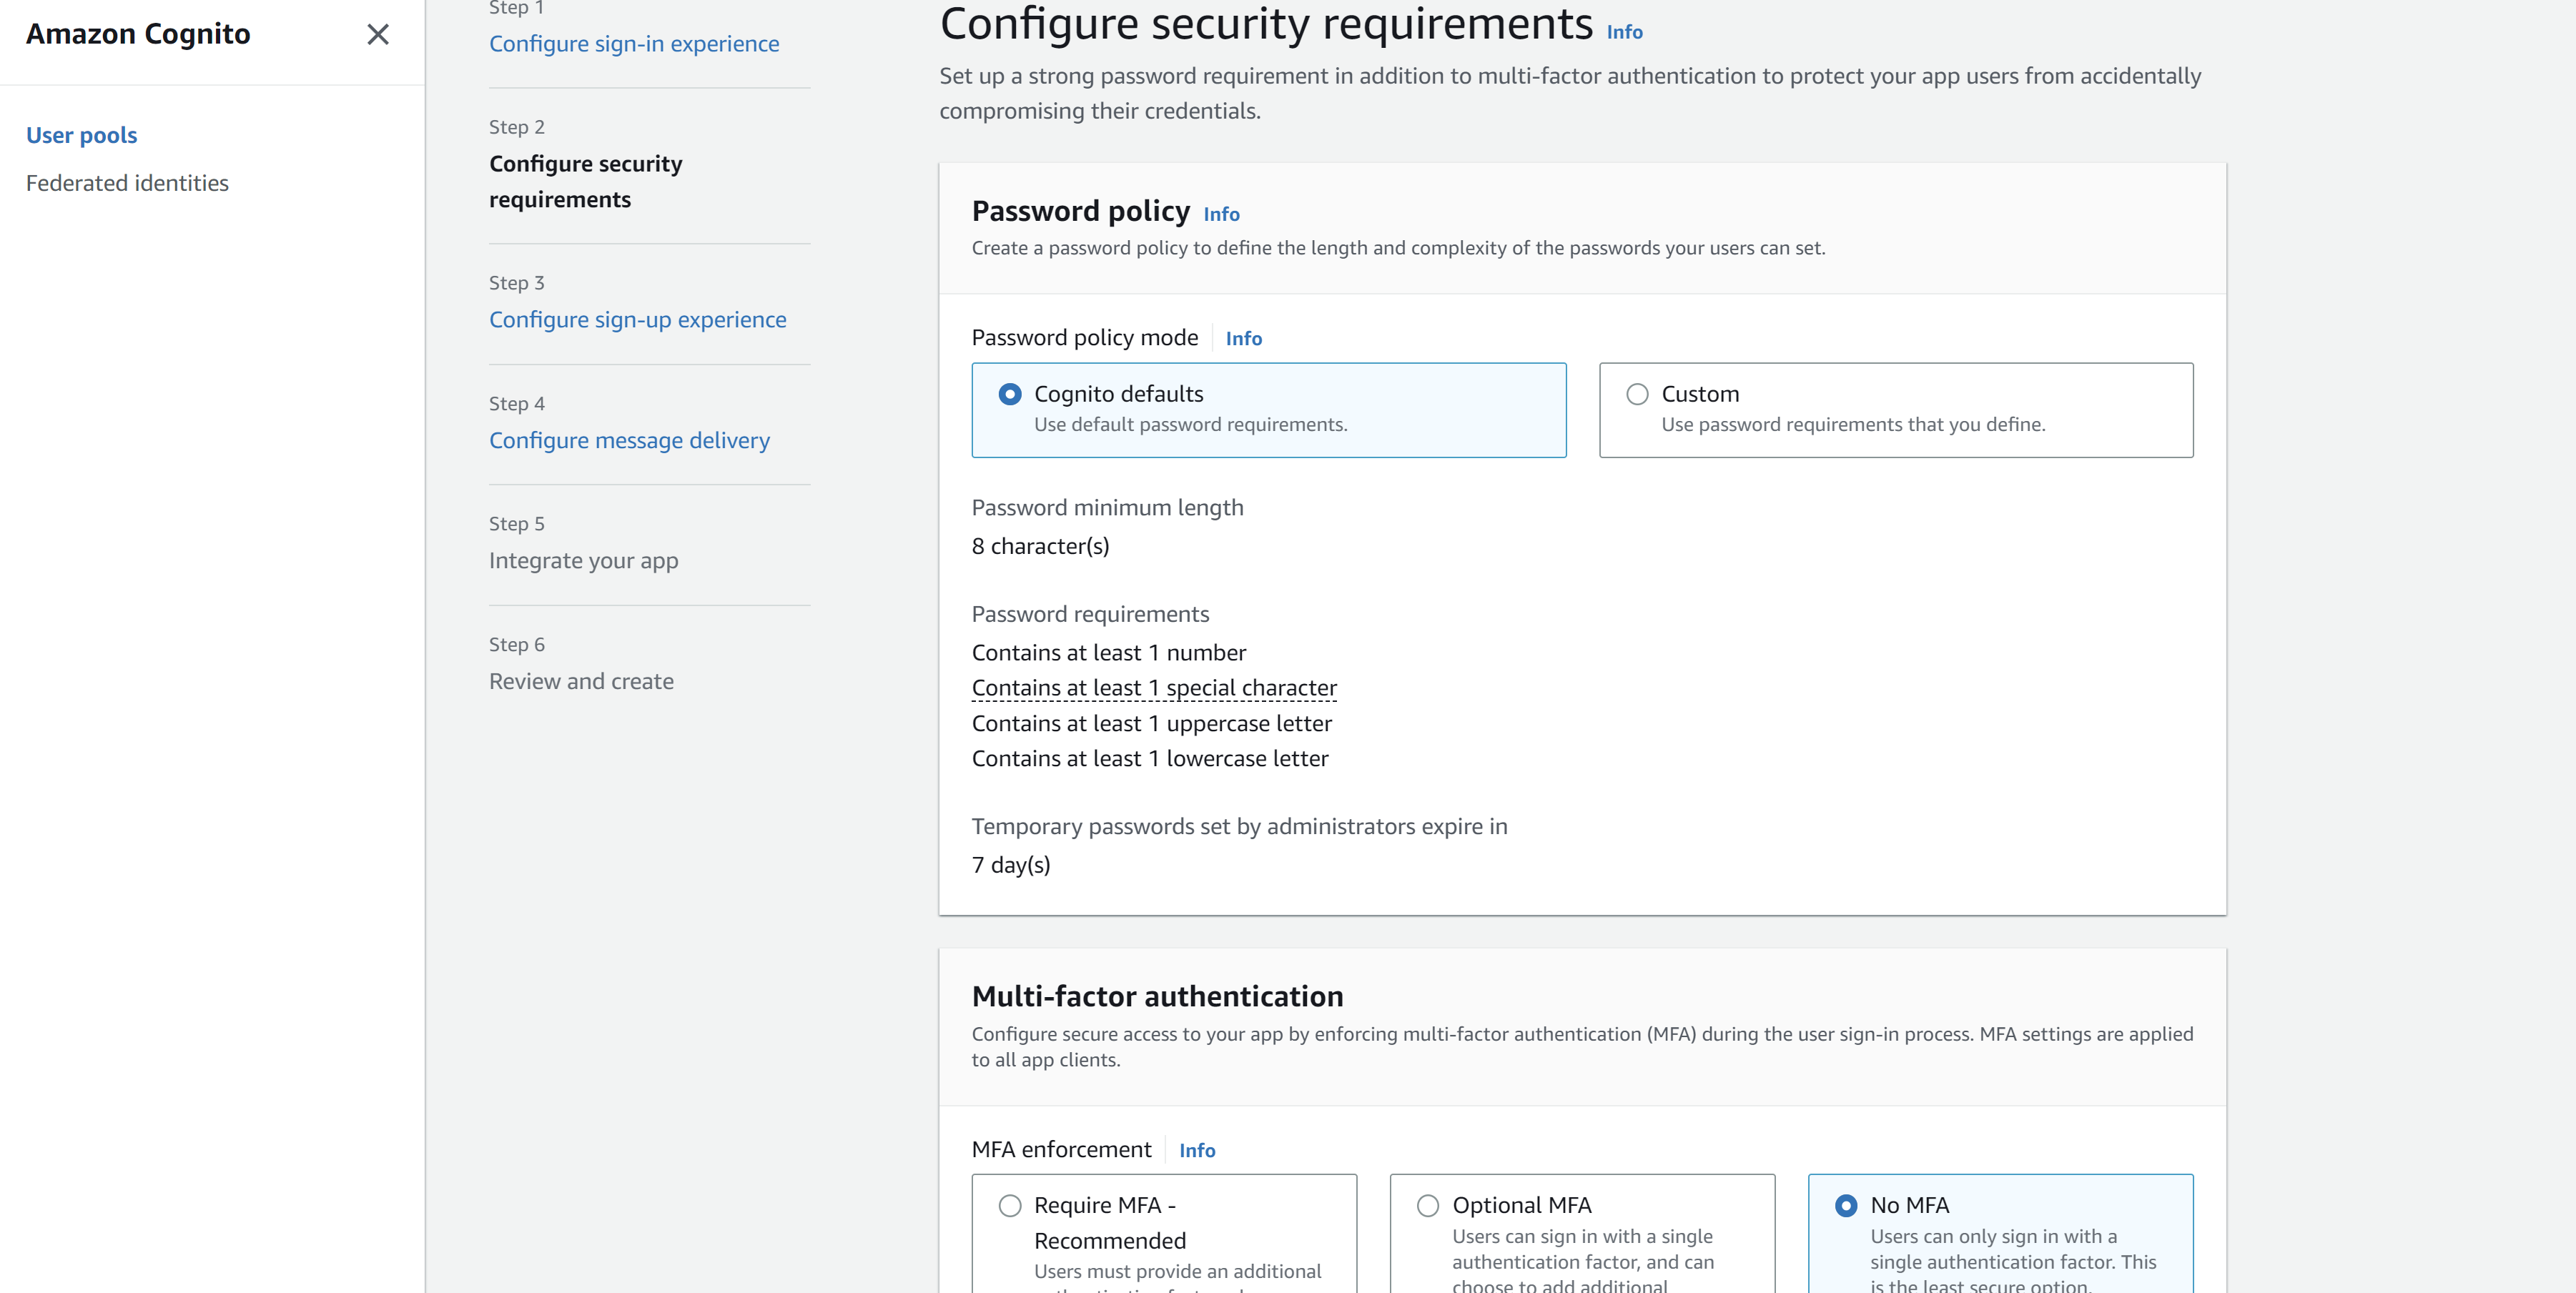 Amazon Cognito
User pools
Federated identities
Step 1
Configure sign-in experience
Step 2
Configure security
requirements
Step 3
Configure sign-up experience
Step 4
Configure message delivery
Step 5
Integrate your app
Step 6
Review and create
Configure security requirements Info
Set up a strong password requirement in addition to multi-factor authentication to protect your app users from accidentally
compromising their credentials.
Password policy Info
Create a password policy to define the length and complexity of the passwords your users can set.
Password policy mode Info
Cognito defaults
Use default password requirements.
Custom
Use password requirements that you define.
Password minimum length
8 character(s)
Password requirements
Contains at least 1 number
Contains at least 1 special character
Contains at least 1 uppercase letter
Contains at least 1 lowercase letter
Temporary passwords set by administrators expire in
7 day(s)
Multi-factor authentication
Configure secure access to your app by enforcing multi-factor authentication (MFA) during the user sign-in process. MFA settings are applied
to all app clients.
MFA enforcement Info
Require MFA -
Recommended
Users must provide an additional
Optional MFA
Users can sign in with a single
authentication factor, and can
choose to add additional
No MFA
Users can only sign in with a
single authentication factor. This
is the least secure option.